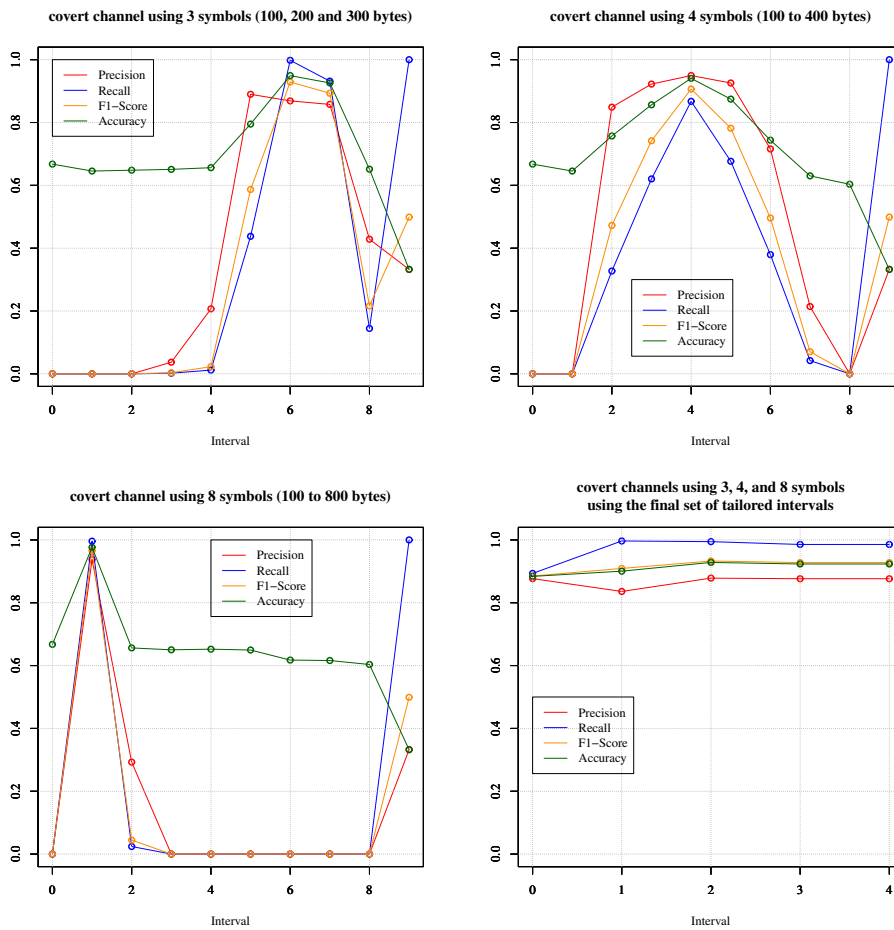 covert channel using 3 symbols (100, 200 and 300 bytes)
1.0
0.8
0.6
0.4
0.2
0.0
Precision
Recall
F1−Score
Accuracy
0 2 4 6 8
Interval
covert channel using 4 symbols (100 to 400 bytes)
1.0
0.8
0.6
0.4
0.2
0.0
Precision
Recall
F1−Score
Accuracy
0 2 4 6 8
Interval
covert channel using 8 symbols (100 to 800 bytes)
1.0
0.8
0.6
0.4
0.2
0.0
Precision
Recall
F1−Score
Accuracy
0 2 4 6 8
Interval
covert channels using 3, 4, and 8 symbols
using the final set of tailored intervals
1.0
0.8
0.6
0.4
0.2
0.0
Precision
Recall
F1−Score
Accuracy
0 1 2 3 4
Interval